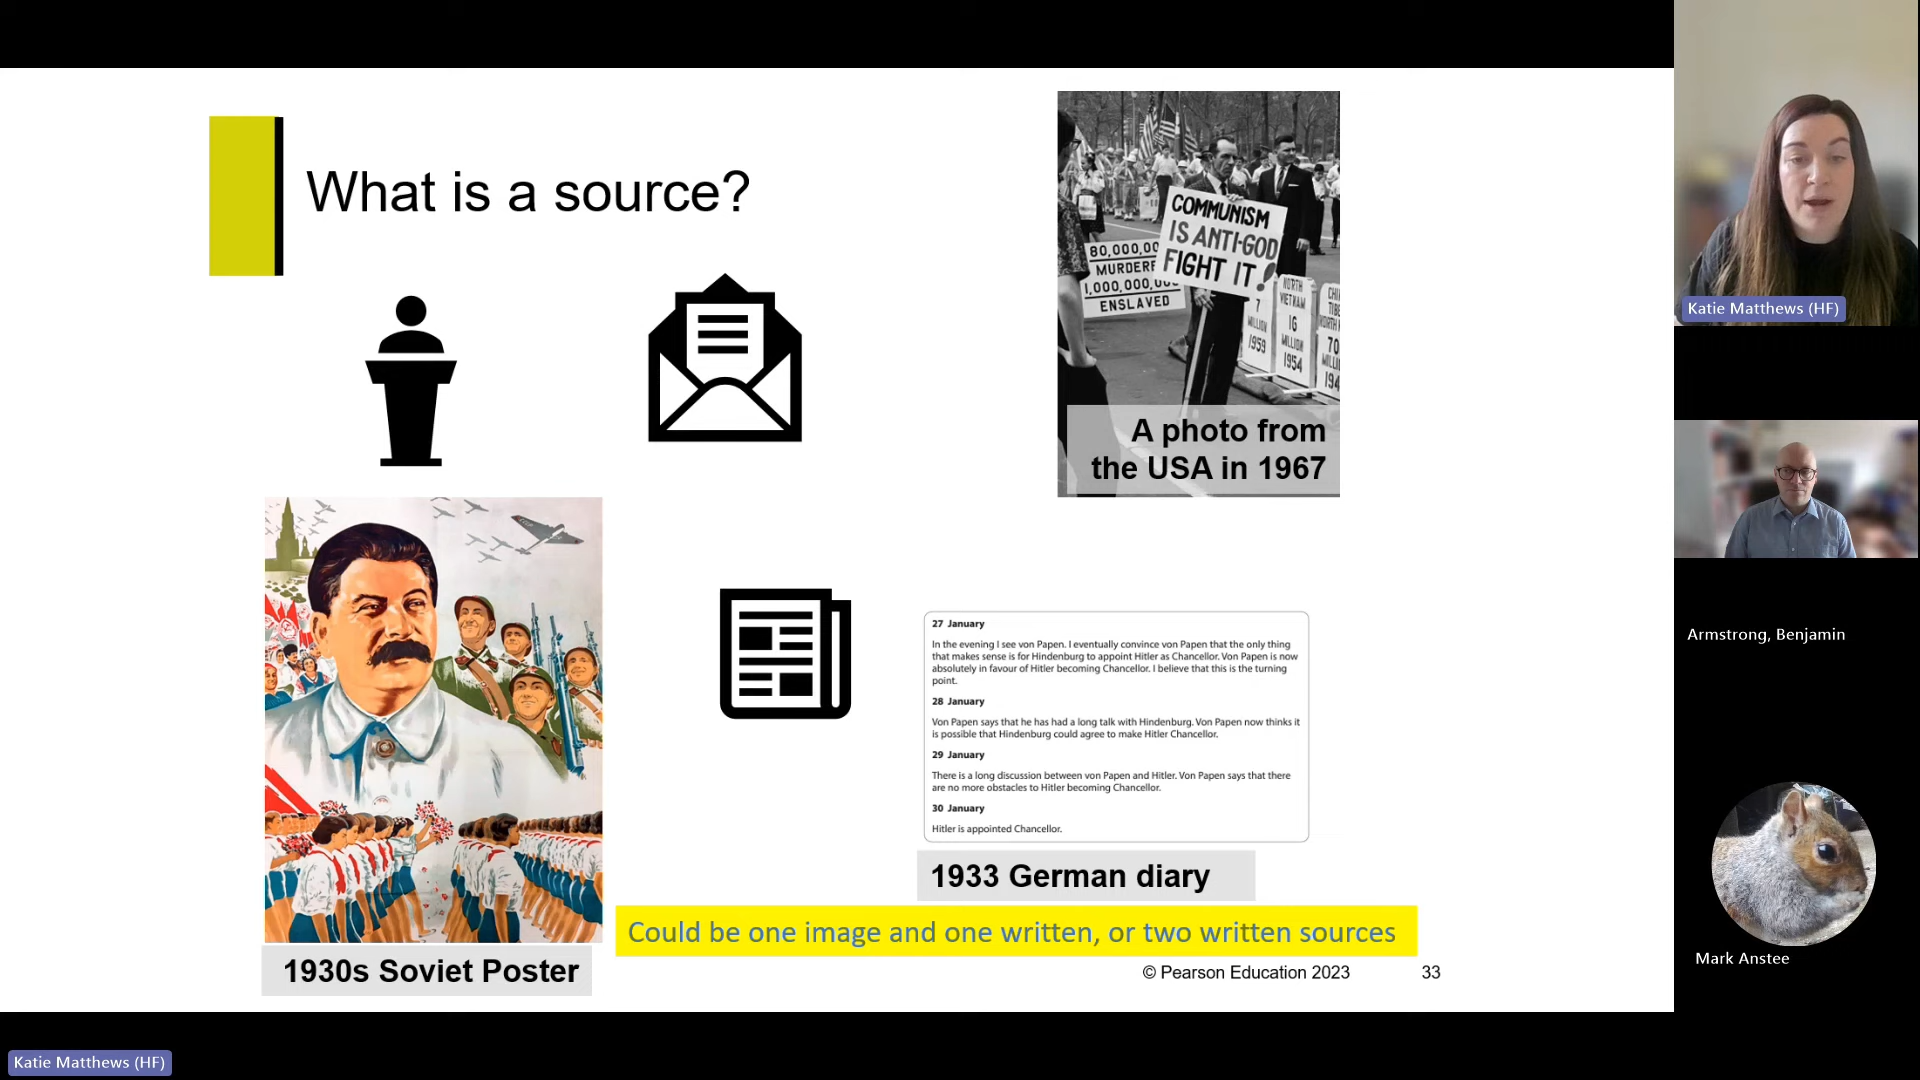 What is a source?
COMMUNISM
IS ANTI-GOD
FIGHT IT!
MURDERE
ENSLAVED
7
MILLION
1959
NORTH
VIETNAM
16
MILLION
1954
70
A photo from
the USA in 1967
27 January
In the evening I see von Papen. I eventually convince von Papen that the only thing
that makes sense is for Hindenburg to appoint Hitler as Chancellor. Von Papen is now
absolutely in favour of Hitler becoming Chancellor. I believe that this is the turning
point.
28 January
Von Papen says that he has had a long talk with Hindenburg. Von Papen now thinks it
is possible that Hindenburg could agree to make Hitler Chancellor.
29 January
There is a long discussion between von Papen and Hitler. Von Papen says that there
are no more obstacles to Hitler becoming Chancellor.
30 January
Hitler is appointed Chancellor.
1933 German diary
Could be one image and one written, or two written sources
1930s Soviet Poster
© Pearson Education 2023 33
Katie Matthews (HF)
Armstrong, Benjamin
Mark Anstee
Katie Matthews (HF)